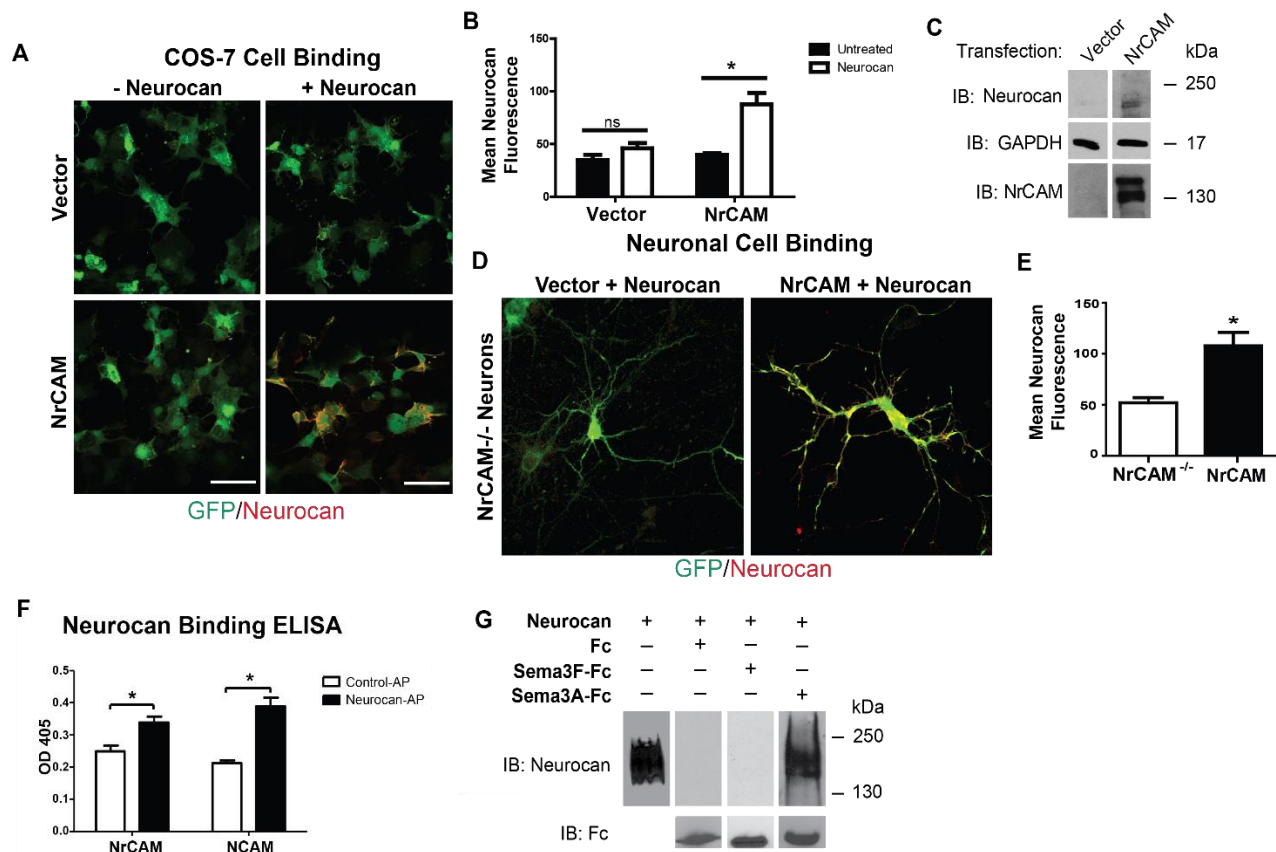 A
COS-7 Cell Binding
- Neurocan
+ Neurocan
Vector
NrCAM
GFP/Neurocan
B
Mean Neurocan
Fluorescence
150
100
50
0
ns
*
Untreated
Neurocan
Vector
NrCAM
C
Transfection:
Vector
NrCAM
kDa
IB: Neurocan
250
IB: GAPDH
17
IB: NrCAM
130
Neuronal Cell Binding
D
Vector + Neurocan
NrCAM + Neurocan
NrCAM-/- Neurons
GFP/Neurocan
E
Mean Neurocan
Fluorescence
150
100
50
0
*
NrCAM -/-
NrCAM
F
Neurocan Binding ELISA
OD 405
0.5
0.4
0.3
0.2
0.1
0.0
*
*
Control-AP
Neurocan-AP
NrCAM
NCAM
G
Neurocan + + + +
Fc – + – –
Sema3F-Fc – – + –
Sema3A-Fc – – – +
kDa
IB: Neurocan
250
130
IB: Fc